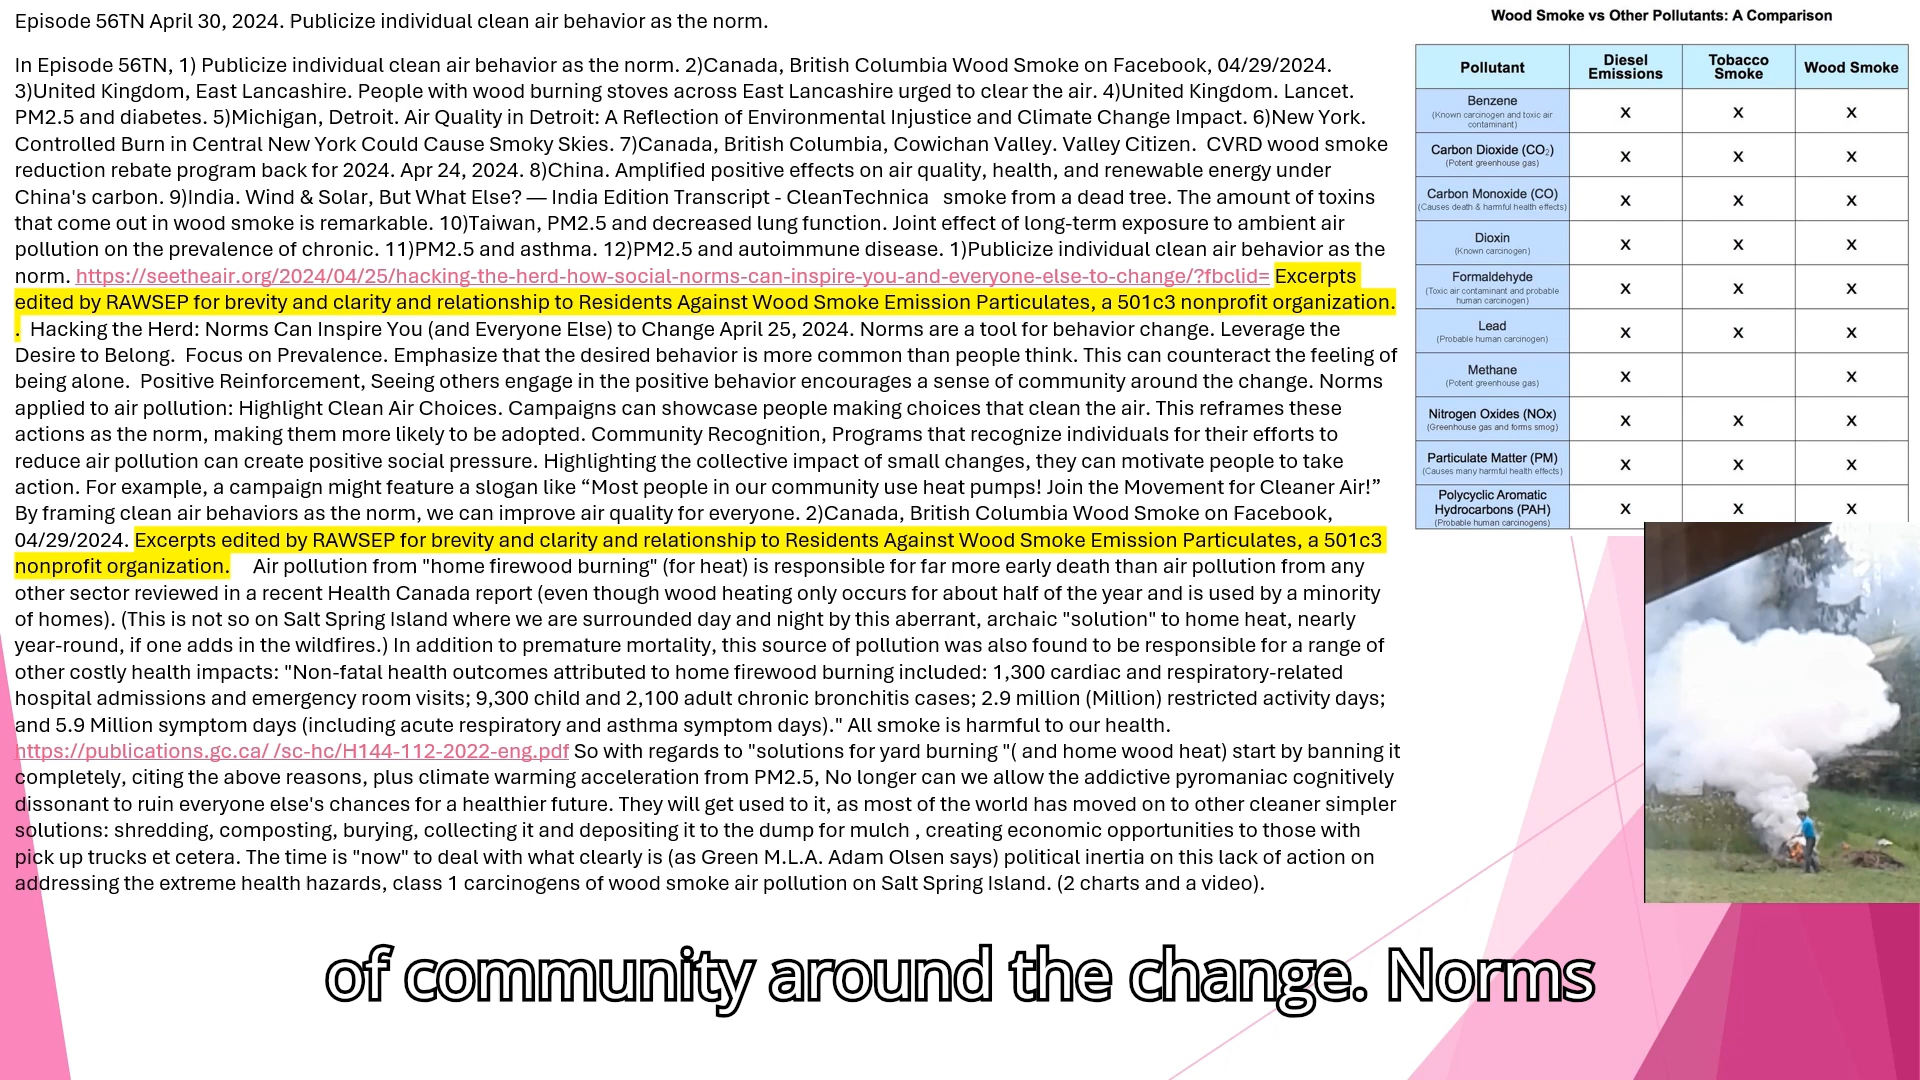 Episode 56TN April 30, 2024. Publicize individual clean air behavior as the norm.
In Episode 56TN, 1) Publicize individual clean air behavior as the norm. 2)Canada, British Columbia Wood Smoke on Facebook, 04/29/2024.
3)United Kingdom, East Lancashire. People with wood burning stoves across East Lancashire urged to clear the air. 4)United Kingdom. Lancet.
PM2.5 and diabetes. 5)Michigan, Detroit. Air Quality in Detroit: A Reflection of Environmental Injustice and Climate Change Impact. 6)New York.
Controlled Burn in Central New York Could Cause Smoky Skies. 7)Canada, British Columbia, Cowichan Valley. Valley Citizen.  CVRD wood smoke
reduction rebate program back for 2024. Apr 24, 2024. 8)China. Amplified positive effects on air quality, health, and renewable energy under
China's carbon. 9)India. Wind & Solar, But What Else? — India Edition Transcript - CleanTechnica   smoke from a dead tree. The amount of toxins
that come out in wood smoke is remarkable. 10)Taiwan, PM2.5 and decreased lung function. Joint effect of long-term exposure to ambient air
pollution on the prevalence of chronic. 11)PM2.5 and asthma. 12)PM2.5 and autoimmune disease. 1)Publicize individual clean air behavior as the
norm. https://seetheair.org/2024/04/25/hacking-the-herd-how-social-norms-can-inspire-you-and-everyone-else-to-change/?fbclid= Excerpts
edited by RAWSEP for brevity and clarity and relationship to Residents Against Wood Smoke Emission Particulates, a 501c3 nonprofit organization.
.  Hacking the Herd: Norms Can Inspire You (and Everyone Else) to Change April 25, 2024. Norms are a tool for behavior change. Leverage the
Desire to Belong.  Focus on Prevalence. Emphasize that the desired behavior is more common than people think. This can counteract the feeling of
being alone.  Positive Reinforcement, Seeing others engage in the positive behavior encourages a sense of community around the change. Norms
applied to air pollution: Highlight Clean Air Choices. Campaigns can showcase people making choices that clean the air. This reframes these
actions as the norm, making them more likely to be adopted. Community Recognition, Programs that recognize individuals for their efforts to
reduce air pollution can create positive social pressure. Highlighting the collective impact of small changes, they can motivate people to take
action. For example, a campaign might feature a slogan like “Most people in our community use heat pumps! Join the Movement for Cleaner Air!”
By framing clean air behaviors as the norm, we can improve air quality for everyone. 2)Canada, British Columbia Wood Smoke on Facebook,
04/29/2024. Excerpts edited by RAWSEP for brevity and clarity and relationship to Residents Against Wood Smoke Emission Particulates, a 501c3
nonprofit organization.    Air pollution from "home firewood burning" (for heat) is responsible for far more early death than air pollution from any
other sector reviewed in a recent Health Canada report (even though wood heating only occurs for about half of the year and is used by a minority
of homes). (This is not so on Salt Spring Island where we are surrounded day and night by this aberrant, archaic "solution" to home heat, nearly
year-round, if one adds in the wildfires.) In addition to premature mortality, this source of pollution was also found to be responsible for a range of
other costly health impacts: "Non-fatal health outcomes attributed to home firewood burning included: 1,300 cardiac and respiratory-related
hospital admissions and emergency room visits; 9,300 child and 2,100 adult chronic bronchitis cases; 2.9 million (Million) restricted activity days;
and 5.9 Million symptom days (including acute respiratory and asthma symptom days)." All smoke is harmful to our health.
https://publications.gc.ca/ /sc-hc/H144-112-2022-eng.pdf So with regards to "solutions for yard burning "( and home wood heat) start by banning it
completely, citing the above reasons, plus climate warming acceleration from PM2.5, No longer can we allow the addictive pyromaniac cognitively
dissonant to ruin everyone else's chances for a healthier future. They will get used to it, as most of the world has moved on to other cleaner simpler
solutions: shredding, composting, burying, collecting it and depositing it to the dump for mulch , creating economic opportunities to those with
pick up trucks et cetera. The time is "now" to deal with what clearly is (as Green M.L.A. Adam Olsen says) political inertia on this lack of action on
addressing the extreme health hazards, class 1 carcinogens of wood smoke air pollution on Salt Spring Island. (2 charts and a video).
Wood Smoke vs Other Pollutants: A Comparison
Pollutant Diesel Emissions Tobacco Smoke Wood Smoke
Benzene
(Known carcinogen and toxic air
contaminant)
X X X
Carbon Dioxide (CO2)
(Potent greenhouse gas)
X X X
Carbon Monoxide (CO)
(Causes death & harmful health effects)
X X X
Dioxin
(Known carcinogen)
X X X
Formaldehyde
(Toxic air contaminant and probable
human carcinogen)
X X X
Lead
(Probable human carcinogen)
X X X
Methane
(Potent greenhouse gas)
X X
Nitrogen Oxides (NOx)
(Greenhouse gas and forms smog)
X X X
Particulate Matter (PM)
(Causes many harmful health effects)
X X X
Polycyclic Aromatic
Hydrocarbons (PAH)
(Probable human carcinogens)
X X X
of community around the change. Norms